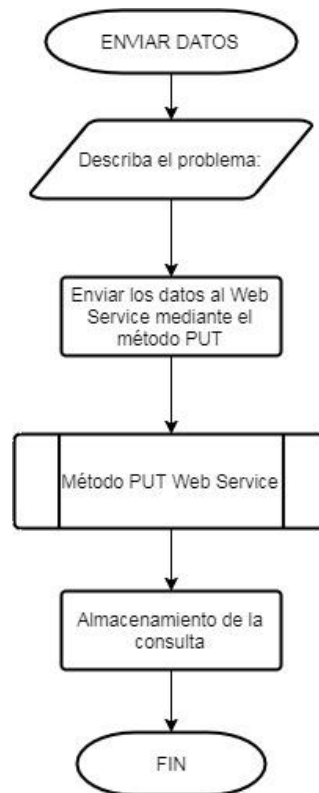 ENVIAR DATOS
Describa el problema:
Enviar los datos al Web
Service mediante el
método PUT
Método PUT Web Service
Almacenamiento de la
consulta
FIN